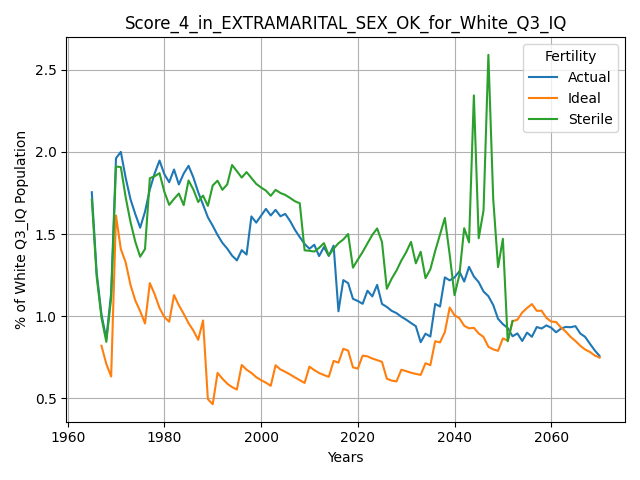 Score_4_in_EXTRAMARITAL_SEX_OK_for_White_Q3_IQ
Fertility
Actual
Ideal
Sterile
% of White Q3_IQ Population
2.5
2.0
1.5
1.0
0.5
1960 1980 2000 2020 2040 2060
Years